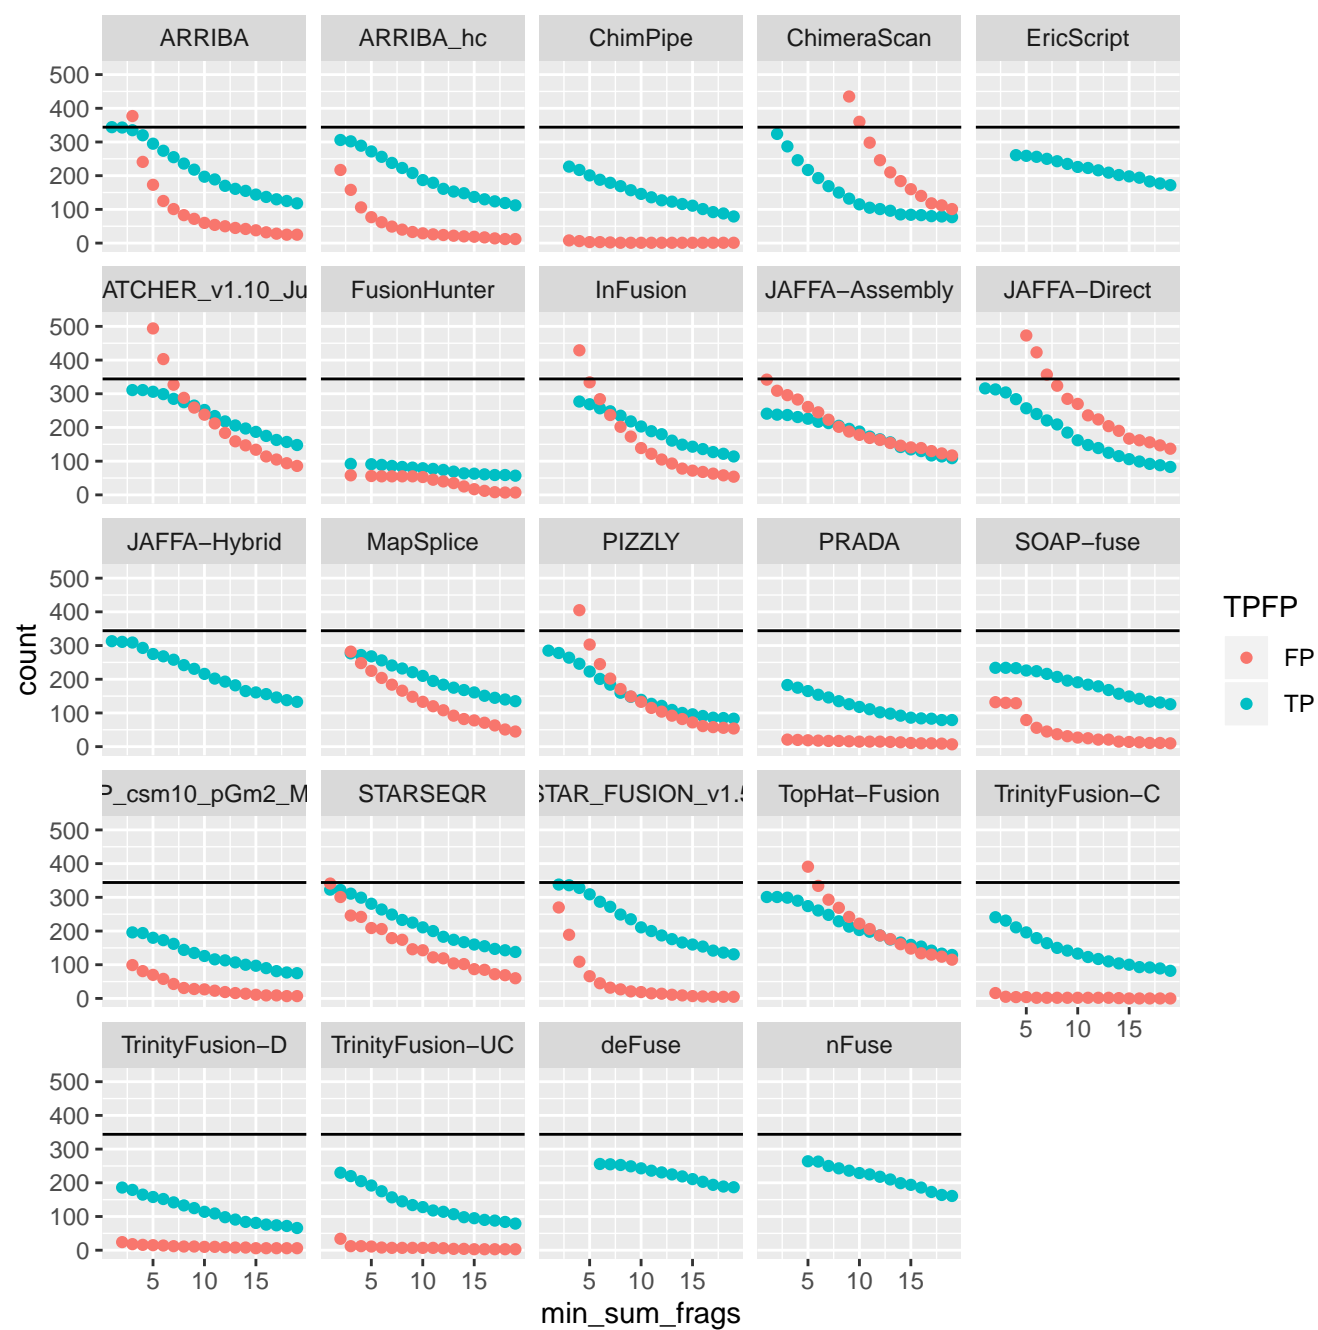 ARRIBA ARRIBA_hc ChimPipe ChimeraScan EricScript
500
400
300
200
100
0
ATCHER_v1.10_Ju FusionHunter InFusion JAFFA−Assembly JAFFA−Direct
500
400
300
200
100
0
JAFFA−Hybrid MapSplice PIZZLY PRADA SOAP−fuse
500
400
300
200
100
0
count
TPFP
FP
TP
P_csm10_pGm2_M STARSEQR STAR_FUSION_v1.5 TopHat−Fusion TrinityFusion−C
500
400
300
200
100
0
5 10 15
TrinityFusion−D TrinityFusion−UC deFuse nFuse
500
400
300
200
100
0
5 10 15 5 10 15 5 10 15 5 10 15
min_sum_frags